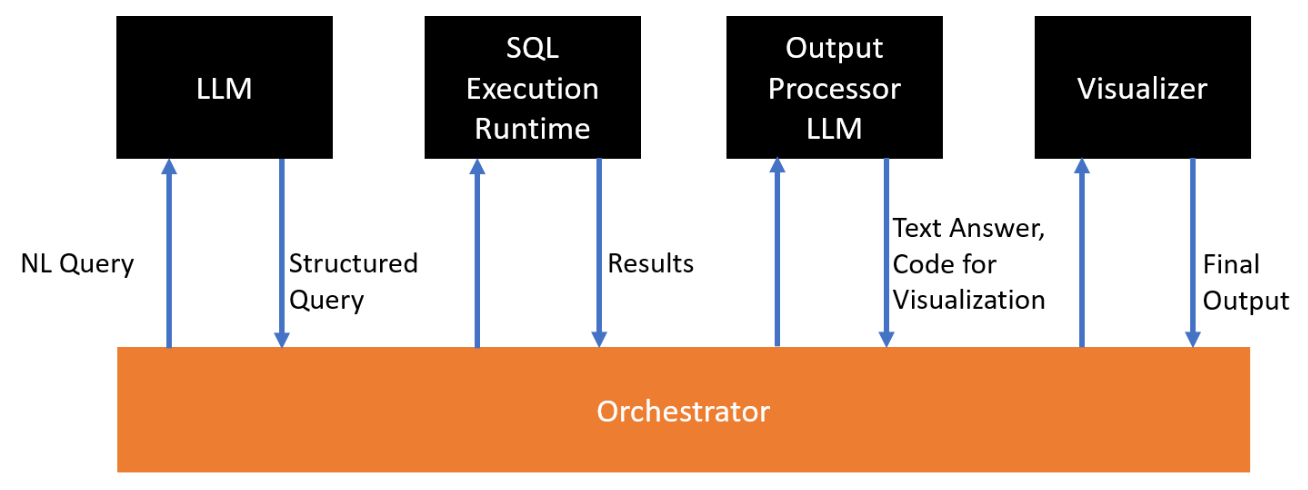 LLM
SQL
Execution
Runtime
Output
Processor
LLM
Visualizer
NL Query
Structured
Query
Results
Text Answer,
Code for
Visualization
Final
Output
Orchestrator